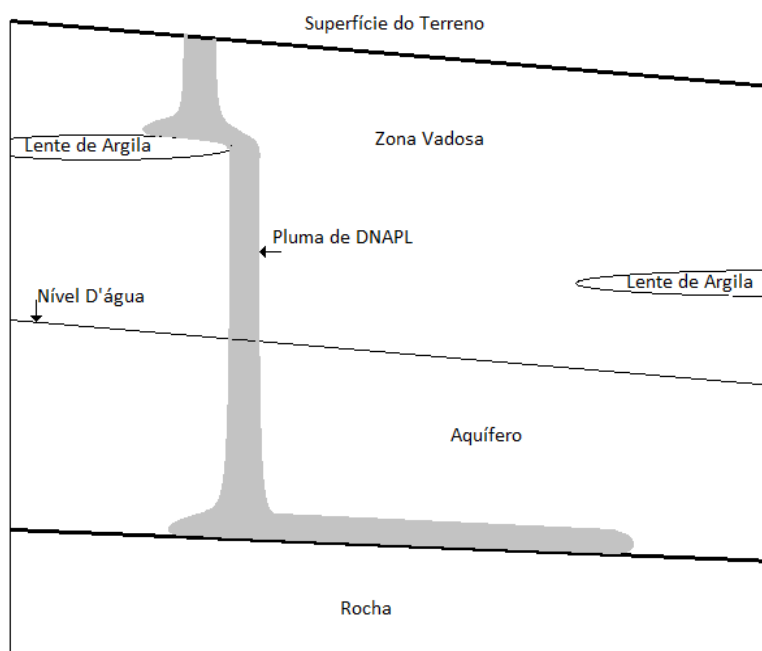 Superfície do Terreno
Zona Vadosa
Lente de Argila
Pluma de DNAPL
Lente de Argila
Nível D'água
Aquífero
Rocha